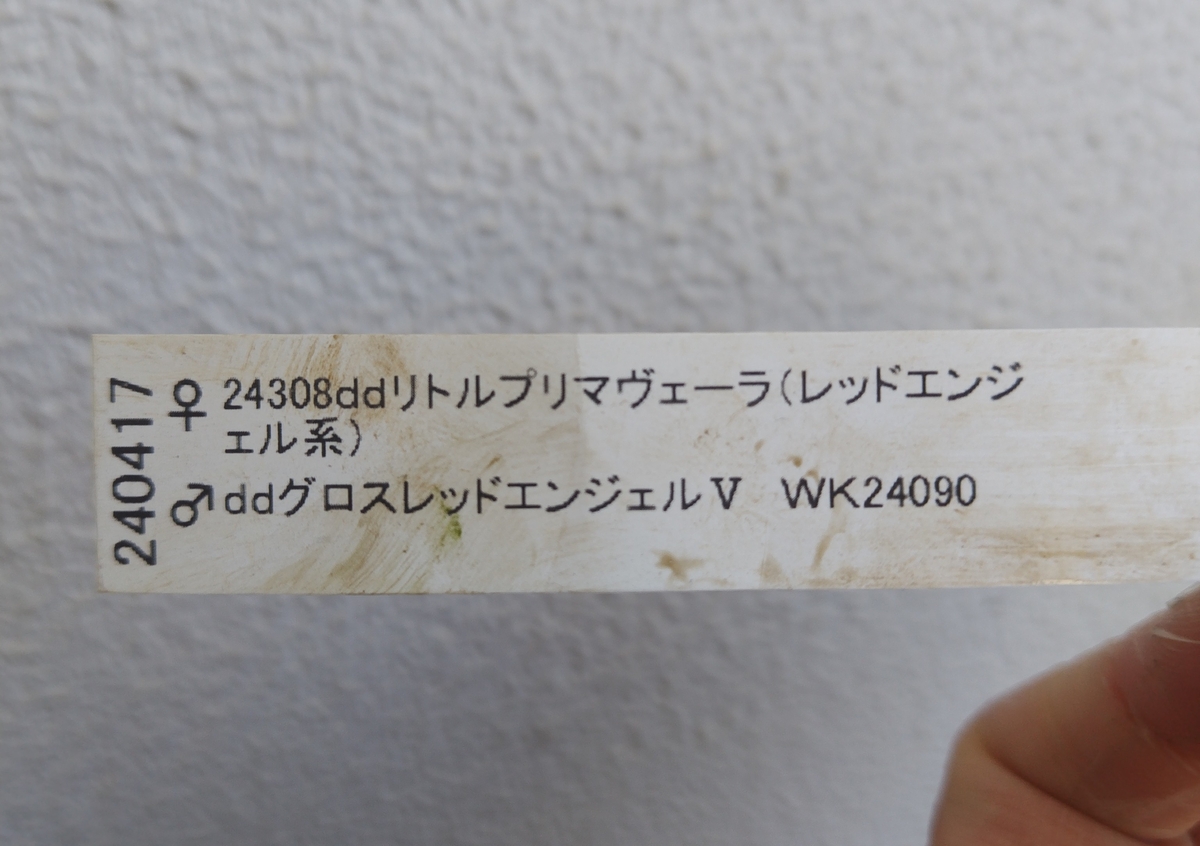 240417
♀ 24308ddリトルプリマヴェーラ(レッドエンジ
ェル系)
♂ddグロスレッドエンジェルⅤ　WK24090